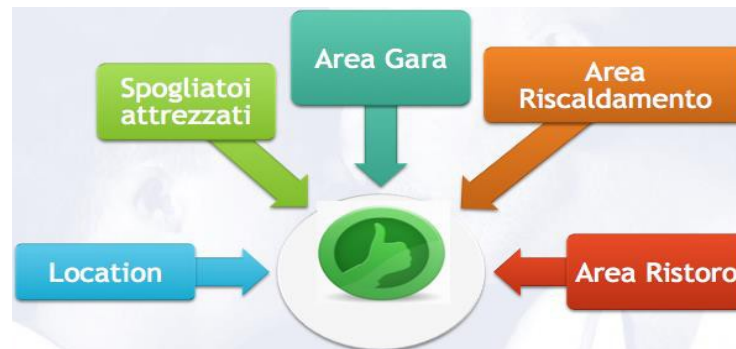 Area Gara
Spogliatoi
attrezzati
Area
Riscaldamento
Location
Area Ristoro